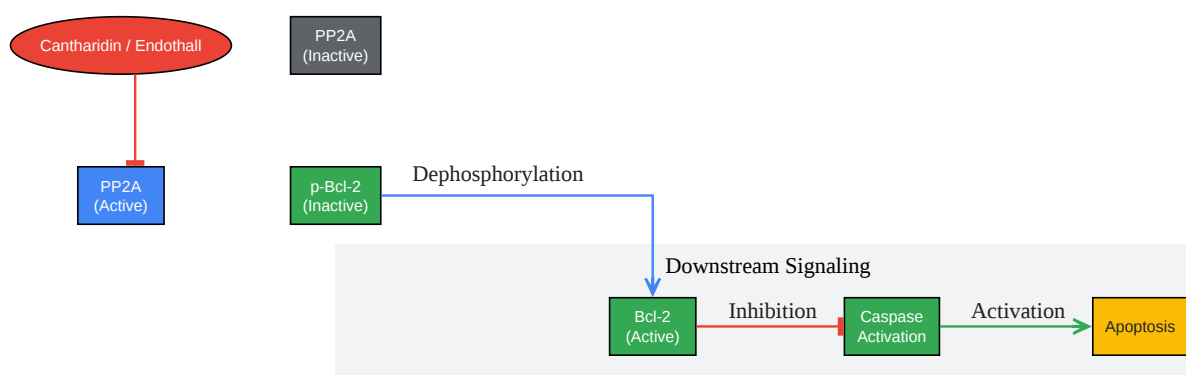 Cantharidin / Endothall
PP2A
(Inactive)
PP2A
(Active)
p-Bcl-2
(Inactive)
Dephosphorylation
Downstream Signaling
Bcl-2
(Active)
Inhibition
Caspase
Activation
Activation
Apoptosis